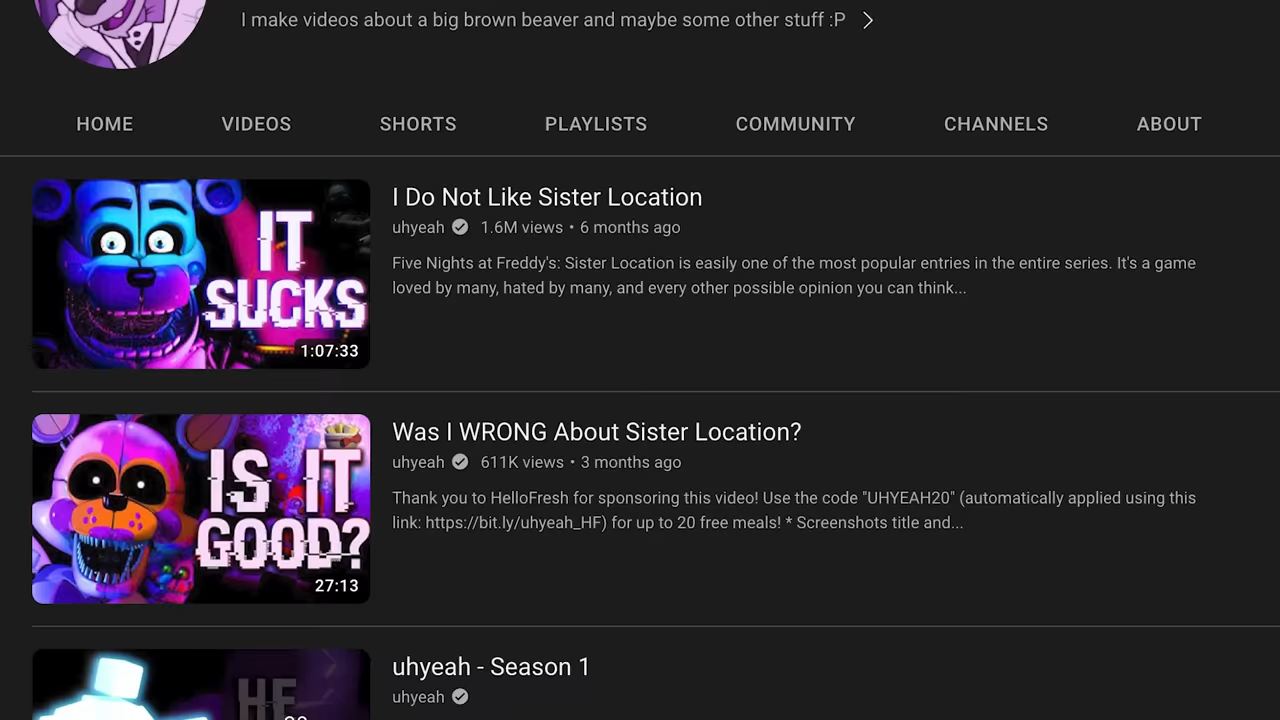 I make videos about a big brown beaver and maybe some other stuff :P
HOME VIDEOS SHORTS PLAYLISTS COMMUNITY CHANNELS ABOUT
IT
SUCKS
1:07:33
I Do Not Like Sister Location
uhyeah 1.6M views • 6 months ago
Five Nights at Freddy's: Sister Location is easily one of the most popular entries in the entire series. It's a game
loved by many, hated by many, and every other possible opinion you can think...
IS IT
GOOD?
27:13
Was I WRONG About Sister Location?
uhyeah 611K views • 3 months ago
Thank you to HelloFresh for sponsoring this video! Use the code "UHYEAH20" (automatically applied using this
link: https://bit.ly/uhyeah_HF) for up to 20 free meals! * Screenshots title and...
uhyeah - Season 1
uhyeah